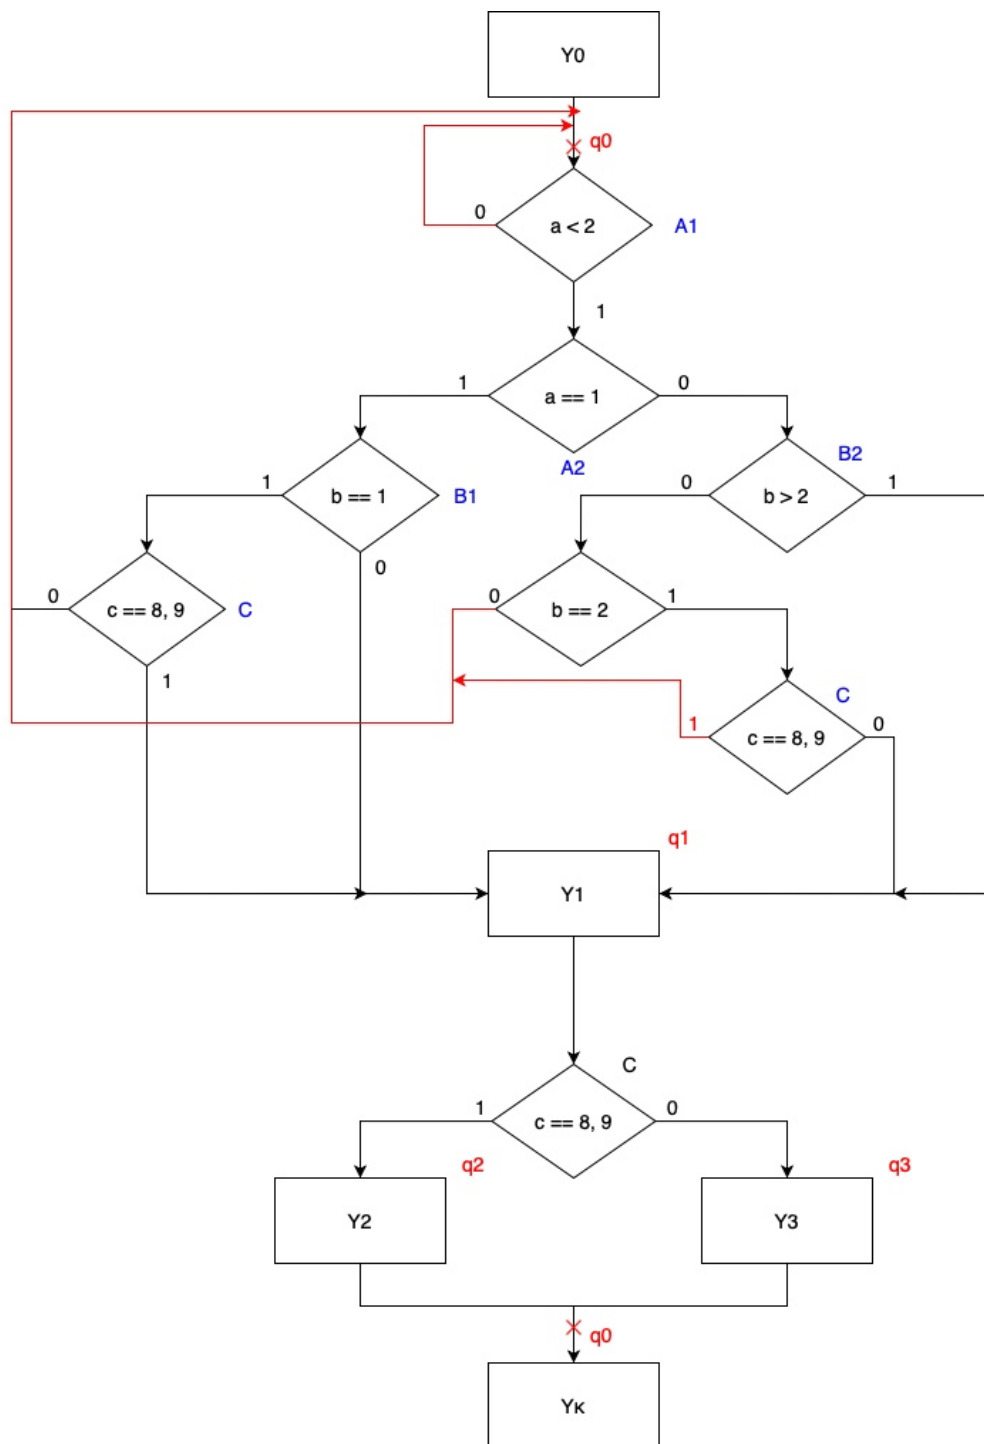 Y0
q0
0
a < 2
A1
1
1
a == 1
0
A2
B2
1
b == 1
B1
0
b > 2
1
0
0
c == 8, 9
C
0
b == 2
1
1
C
1
c == 8, 9
0
q1
Y1
C
1
c == 8, 9
0
q2
q3
Y2
Y3
q0
Yк